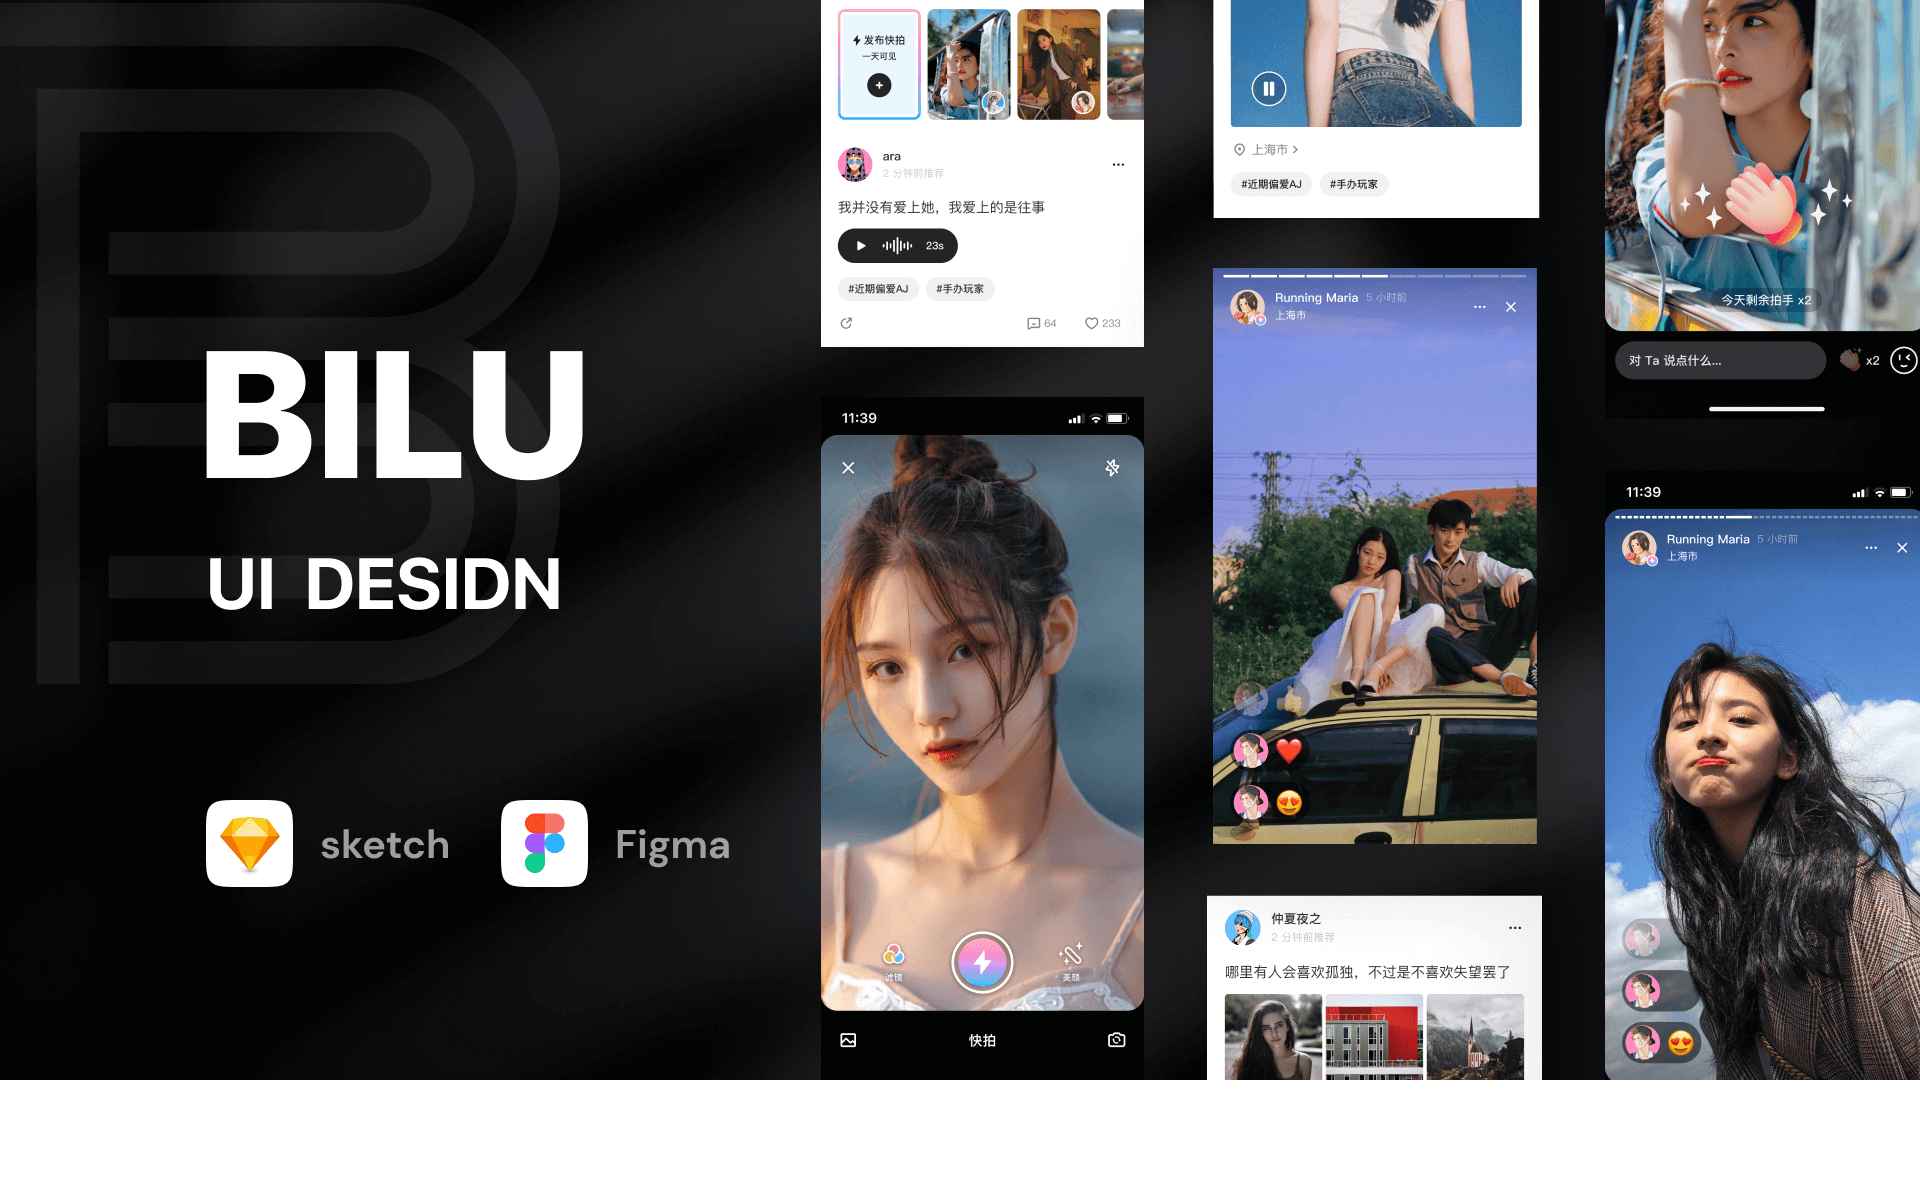 BILU
UI DESIDN
sketch
Figma
发布快拍
一天可见
ara
2 分钟前推荐
我并没有爱上她，我爱上的是往事
23s
#近期偏爱AJ
#手办玩家
64
233
11:39
滤镜
美颜
快拍
上海市
#近期偏爱AJ
#手办玩家
Running Maria 5 小时前
上海市
仲夏夜之
2 分钟前推荐
哪里有人会喜欢孤独，不过是不喜欢失望罢了
今天剩余拍手 x2
对 Ta 说点什么...
x2
11:39
Running Maria 5 小时前
上海市